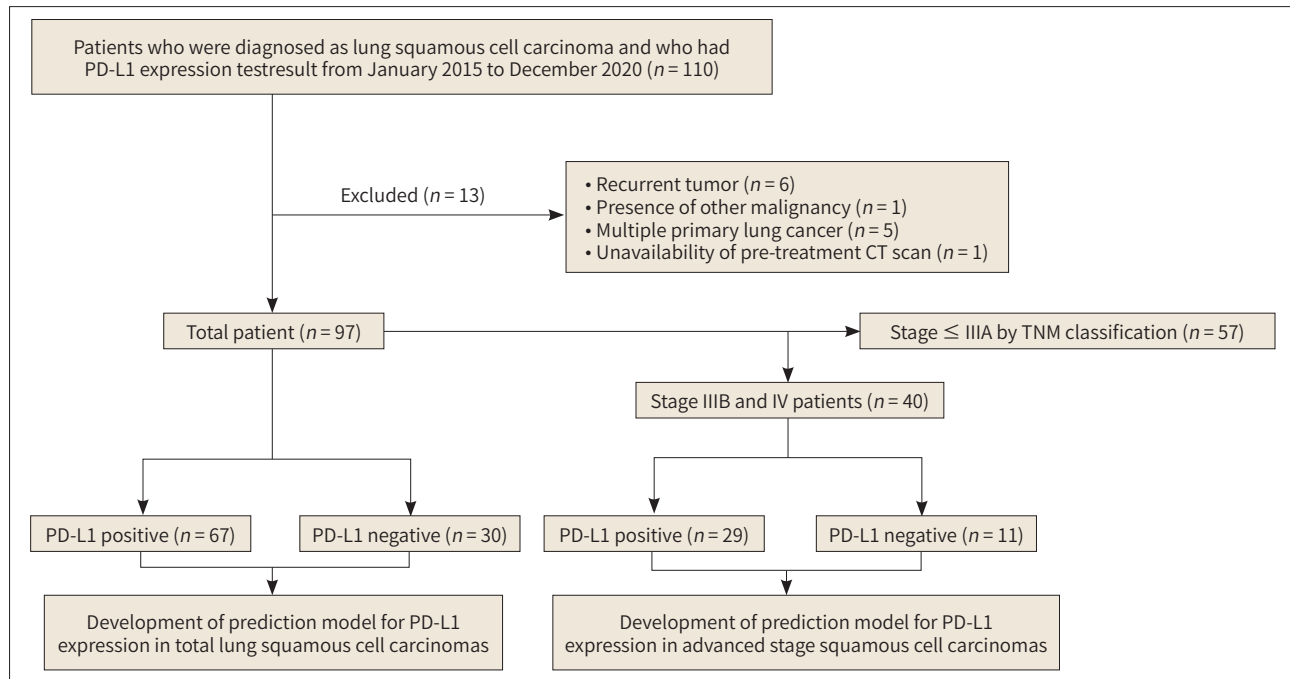 Patients who were diagnosed as lung squamous cell carcinoma and who had
PD-L1 expression testresult from January 2015 to December 2020 (n = 110)
Excluded (n = 13)
• Recurrent tumor (n = 6)
• Presence of other malignancy (n = 1)
• Multiple primary lung cancer (n = 5)
• Unavailability of pre-treatment CT scan (n = 1)
Total patient (n = 97)
Stage ≤ IIIA by TNM classification (n = 57)
Stage IIIB and IV patients (n = 40)
PD-L1 positive (n = 67)
PD-L1 negative (n = 30)
PD-L1 positive (n = 29)
PD-L1 negative (n = 11)
Development of prediction model for PD-L1
expression in total lung squamous cell carcinomas
Development of prediction model for PD-L1
expression in advanced stage squamous cell carcinomas